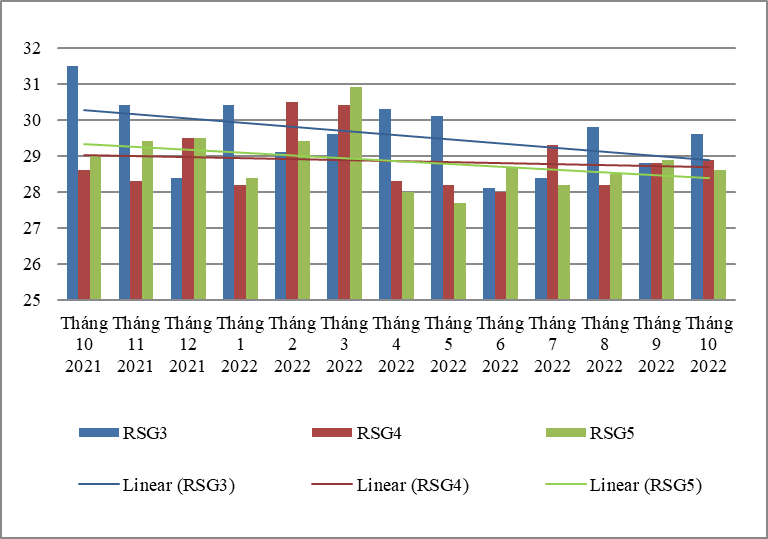 32
31
30
29
28
27
26
25
Tháng Tháng Tháng Tháng Tháng Tháng Tháng Tháng Tháng Tháng Tháng Tháng Tháng
10 11 12 1 2 3 4 5 6 7 8 9 10
2021 2021 2021 2022 2022 2022 2022 2022 2022 2022 2022 2022 2022
RSG3 RSG4 RSG5
Linear (RSG3) Linear (RSG4) Linear (RSG5)